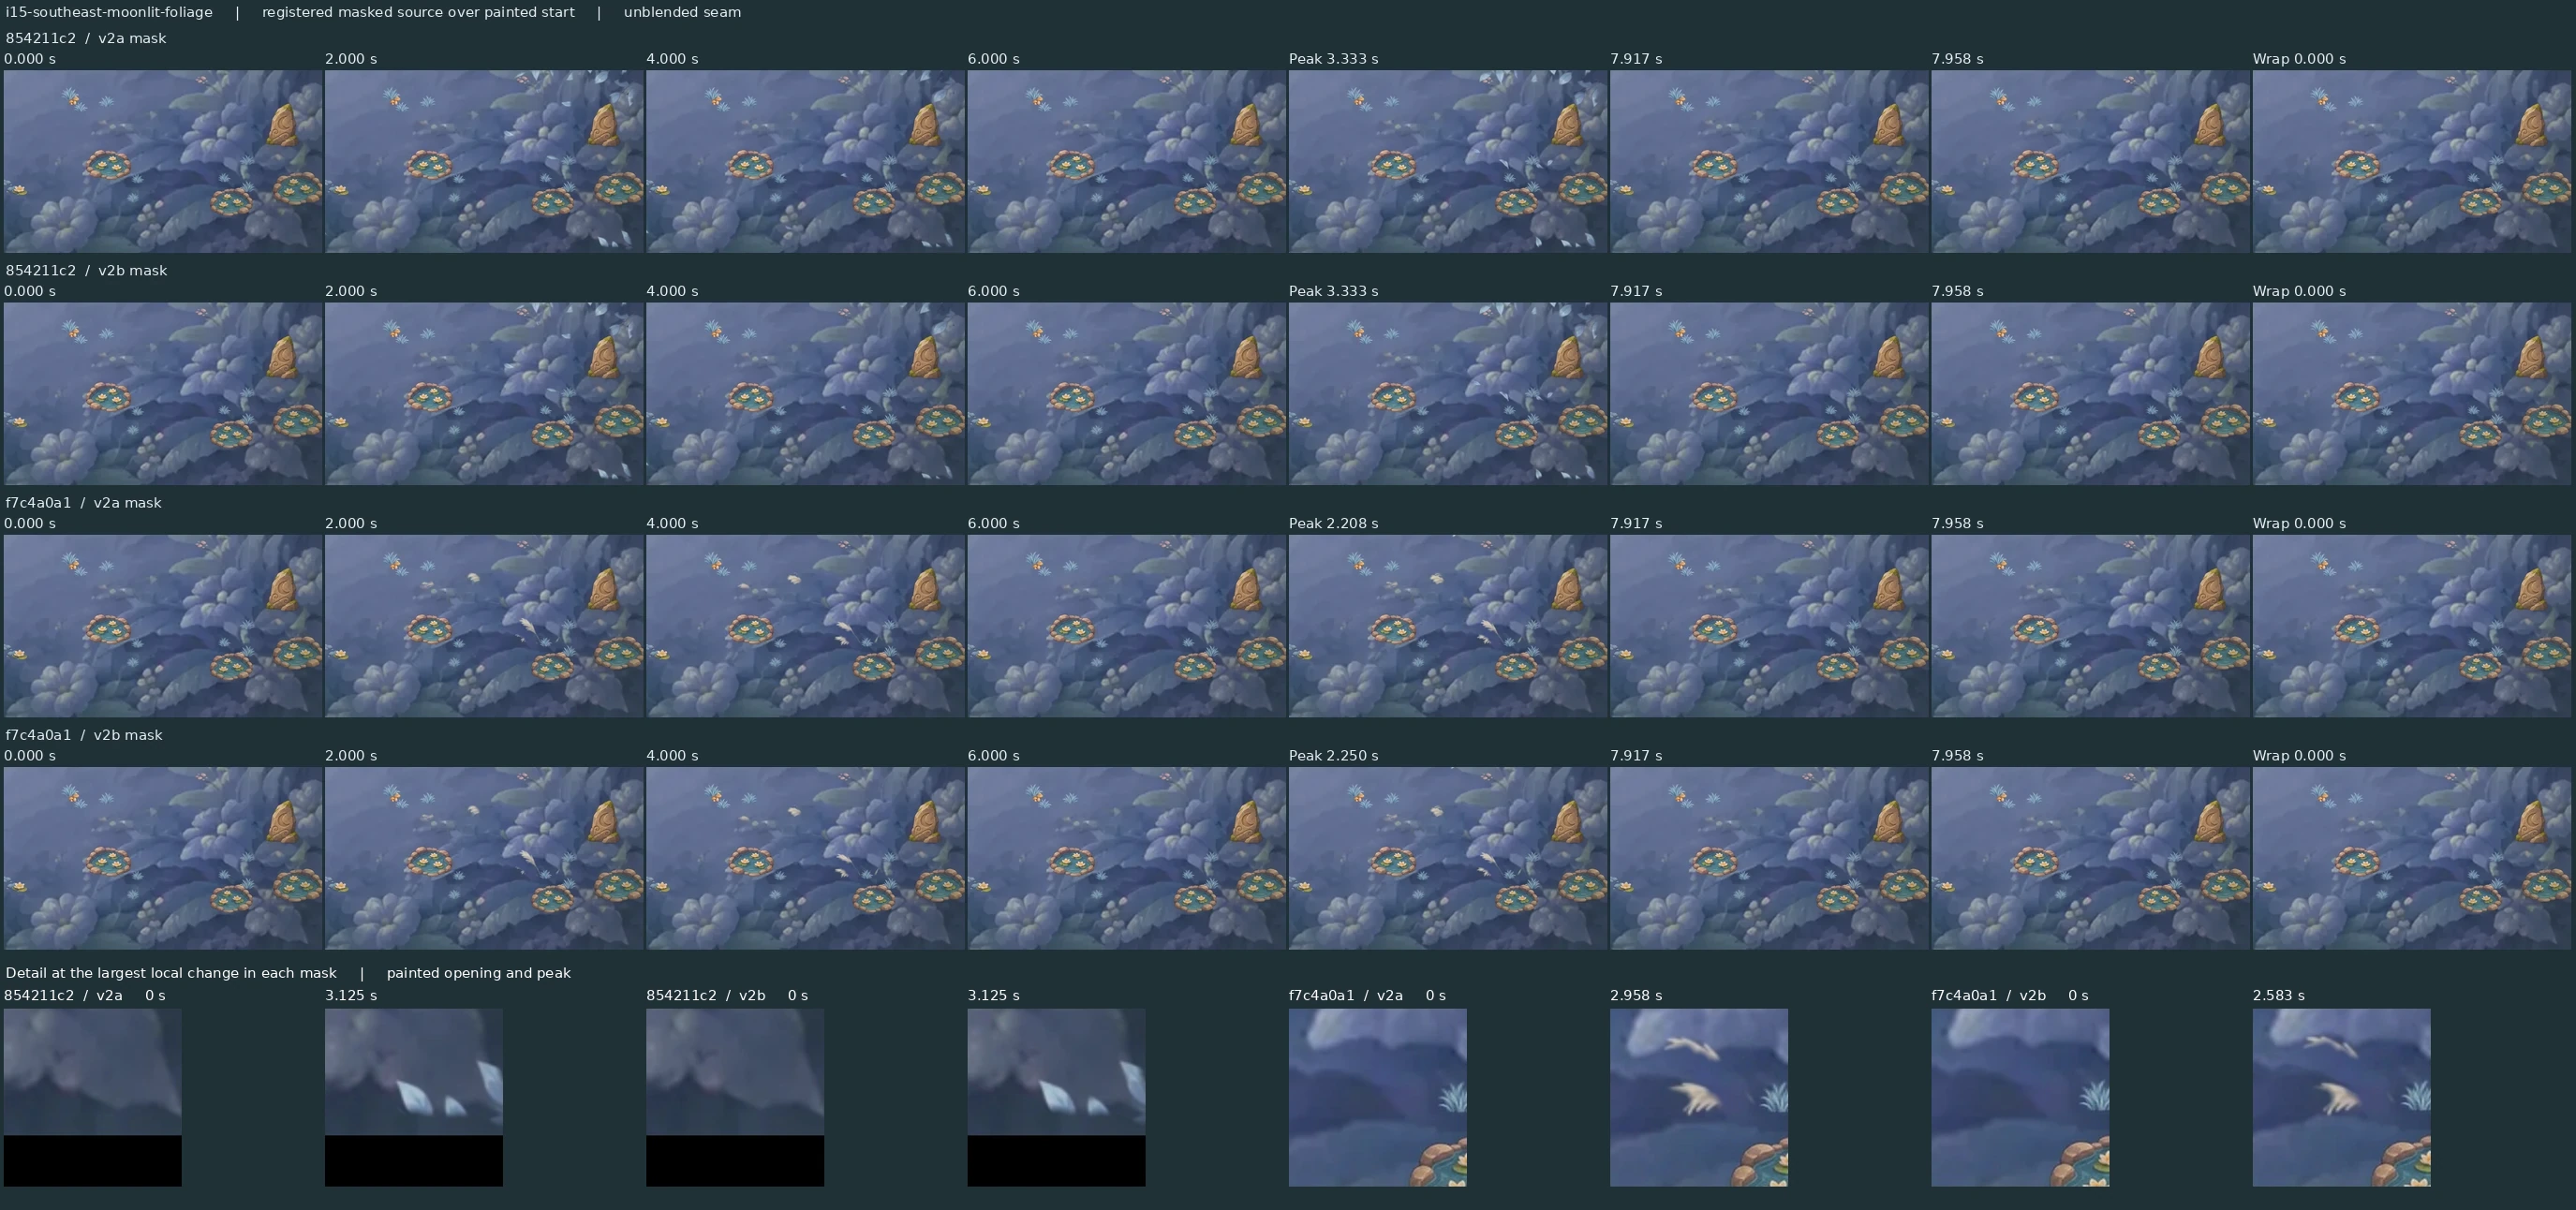 i15-southeast-moonlit-foliage | registered masked source over painted start | unblended seam
854211c2 / v2a mask
0.000 s 2.000 s 4.000 s 6.000 s Peak 3.333 s 7.917 s 7.958 s Wrap 0.000 s
854211c2 / v2b mask
0.000 s 2.000 s 4.000 s 6.000 s Peak 3.333 s 7.917 s 7.958 s Wrap 0.000 s
f7c4a0a1 / v2a mask
0.000 s 2.000 s 4.000 s 6.000 s Peak 2.208 s 7.917 s 7.958 s Wrap 0.000 s
f7c4a0a1 / v2b mask
0.000 s 2.000 s 4.000 s 6.000 s Peak 2.250 s 7.917 s 7.958 s Wrap 0.000 s
Detail at the largest local change in each mask | painted opening and peak
854211c2 / v2a 0 s 3.125 s 854211c2 / v2b 0 s 3.125 s f7c4a0a1 / v2a 0 s 2.958 s f7c4a0a1 / v2b 0 s 2.583 s